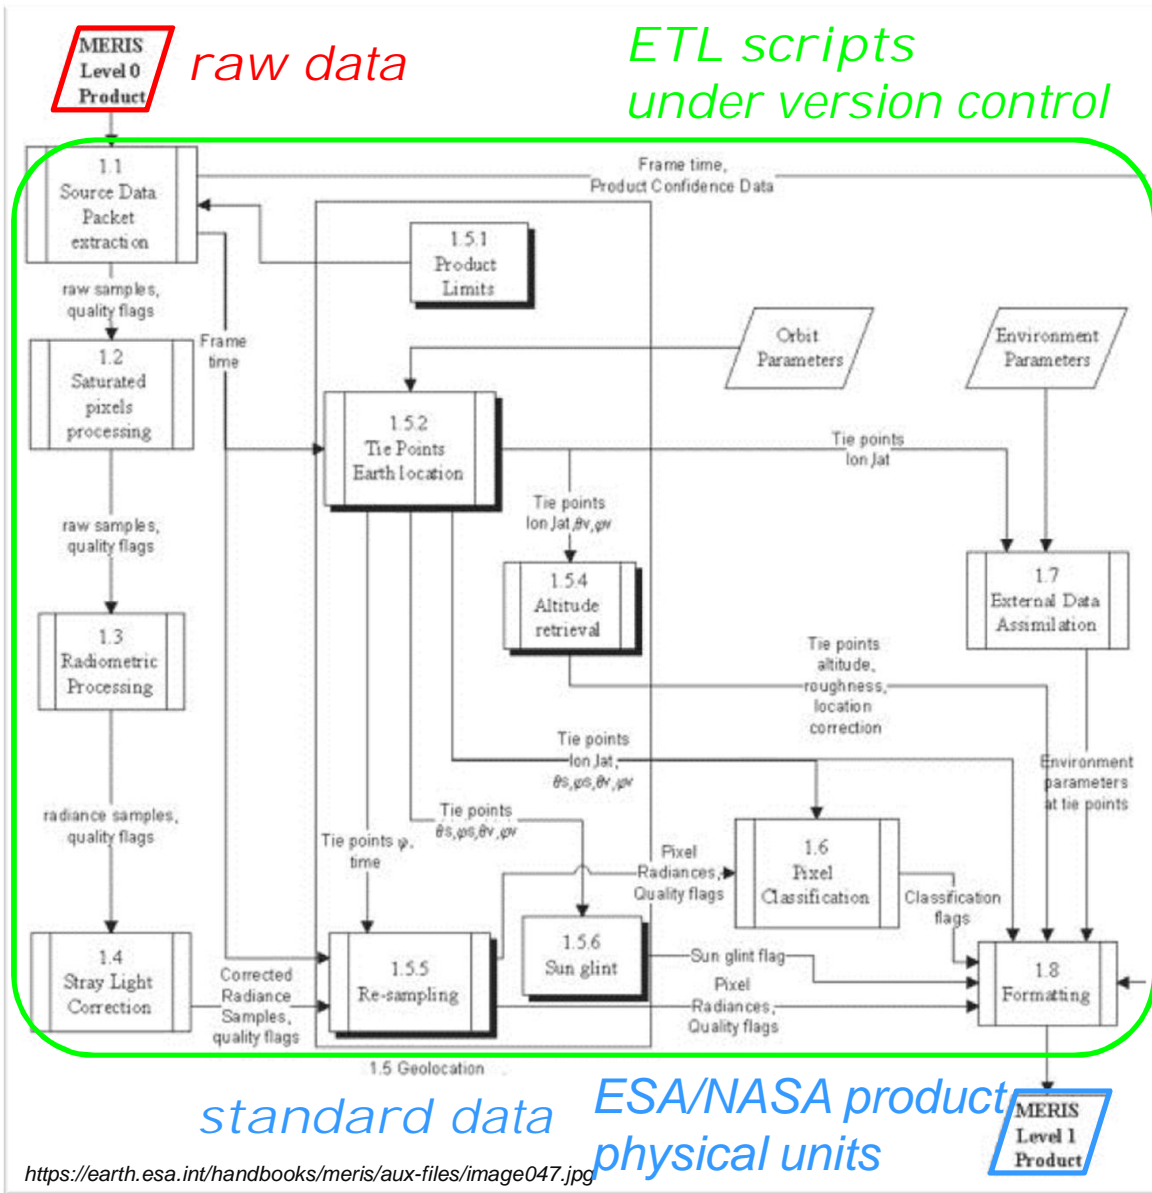 MERIS
Level 0
Product
raw data
ETL scripts
under version control
1.1
Source Data
Packet
extraction
Frame time,
Product Confidence Data
1.5.1
Product
Limits
raw samples,
quality flags
Frame
time
Orbit
Parameters
Environment
Parameters
1.2
Saturated
pixels
processing
1.5.2
Tie Points
Earth location
Tie points
lon,lat
Tie points
lon,lat,θv,φv
raw samples,
quality flags
1.5.4
Altitude
retrieval
1.7
External Data
Assimilation
1.3
Radiometric
Processing
Tie points
altitude,
roughness,
location
correction
Tie points
lon,lat,
θs,φs,θv,φv
Environment
parameters
at tie points
radiance samples,
quality flags
Tie points
θs,φs,θv,φv
Tie points φ,
time
Pixel
Radiances,
Quality flags
1.6
Pixel
Classification
Classification
flags
1.4
Stray Light
Correction
Corrected
Radiance
Samples,
quality flags
1.5.5
Re-sampling
1.5.6
Sun glint
Sun glint flag
Pixel
Radiances,
Quality flags
1.8
Formatting
1.5 Geolocation
standard data
ESA/NASA product
physical units
MERIS
Level 1
Product
https://earth.esa.int/handbooks/meris/aux-files/image047.jpg